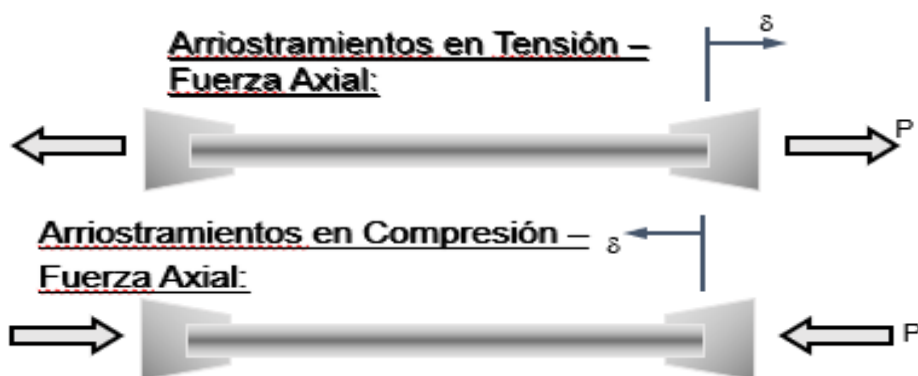 Arriostramientos en Tensión –
Fuerza Axial:
δ
P
Arriostramientos en Compresión –
Fuerza Axial:
δ
P